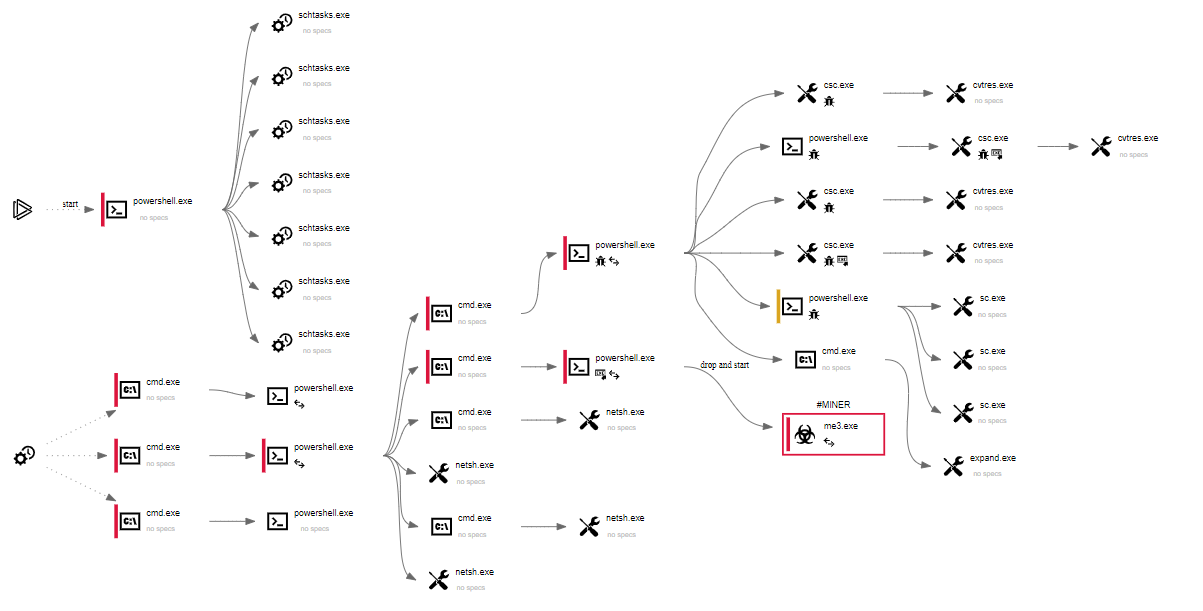 schtasks.exe
no specs
schtasks.exe
no specs
schtasks.exe
no specs
schtasks.exe
no specs
schtasks.exe
no specs
schtasks.exe
no specs
schtasks.exe
no specs
start
powershell.exe
no specs
cmd.exe
no specs
powershell.exe
cmd.exe
no specs
powershell.exe
cmd.exe
no specs
powershell.exe
no specs
cmd.exe
no specs
cmd.exe
no specs
cmd.exe
no specs
netsh.exe
no specs
cmd.exe
no specs
netsh.exe
no specs
powershell.exe
powershell.exe
netsh.exe
no specs
netsh.exe
no specs
drop and start
csc.exe
cvtres.exe
no specs
powershell.exe
csc.exe
cvtres.exe
no specs
csc.exe
cvtres.exe
no specs
csc.exe
cvtres.exe
no specs
powershell.exe
sc.exe
no specs
cmd.exe
no specs
sc.exe
no specs
#MINER
me3.exe
sc.exe
no specs
expand.exe
no specs